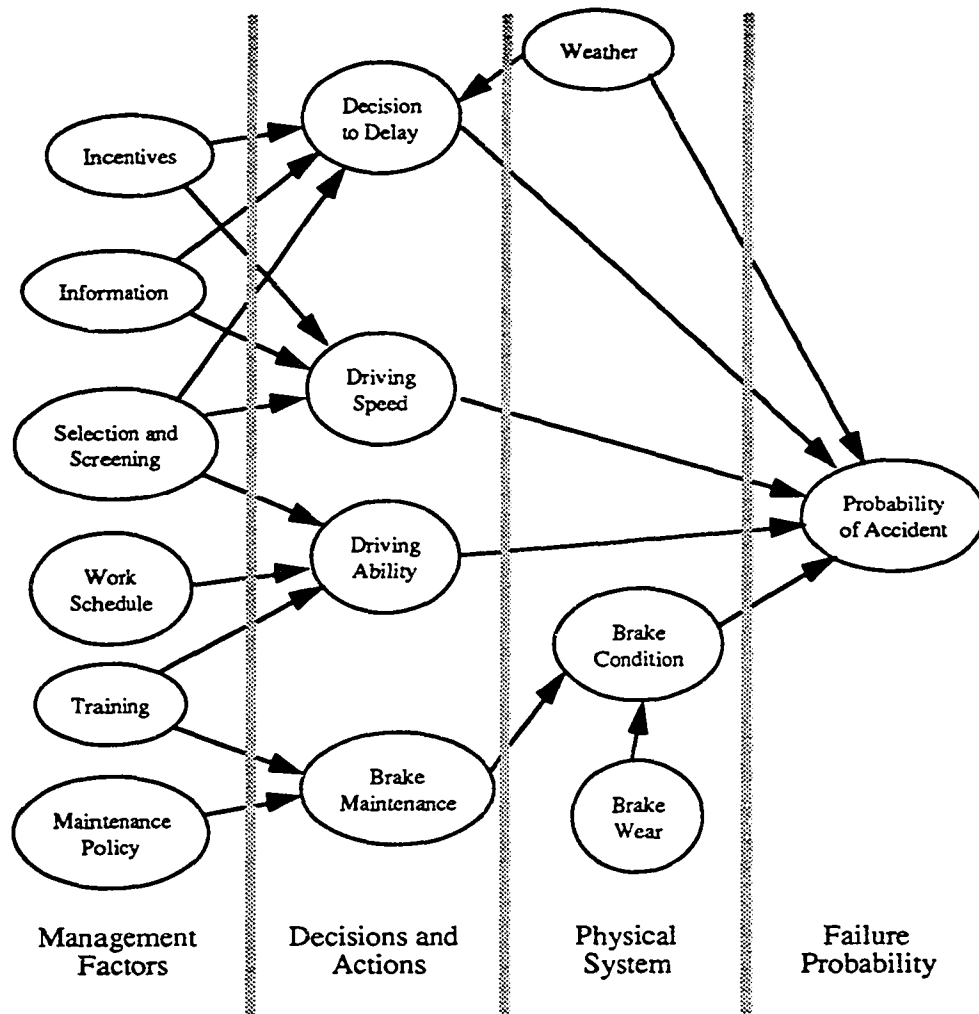 Weather
Decision
to Delay
Incentives
Information
Driving
Speed
Selection and
Screening
Probability
of Accident
Driving
Ability
Work
Schedule
Brake
Condition
Training
Brake
Maintenance
Brake
Wear
Maintenance
Policy
Management
Factors
Decisions and
Actions
Physical
System
Failure
Probability